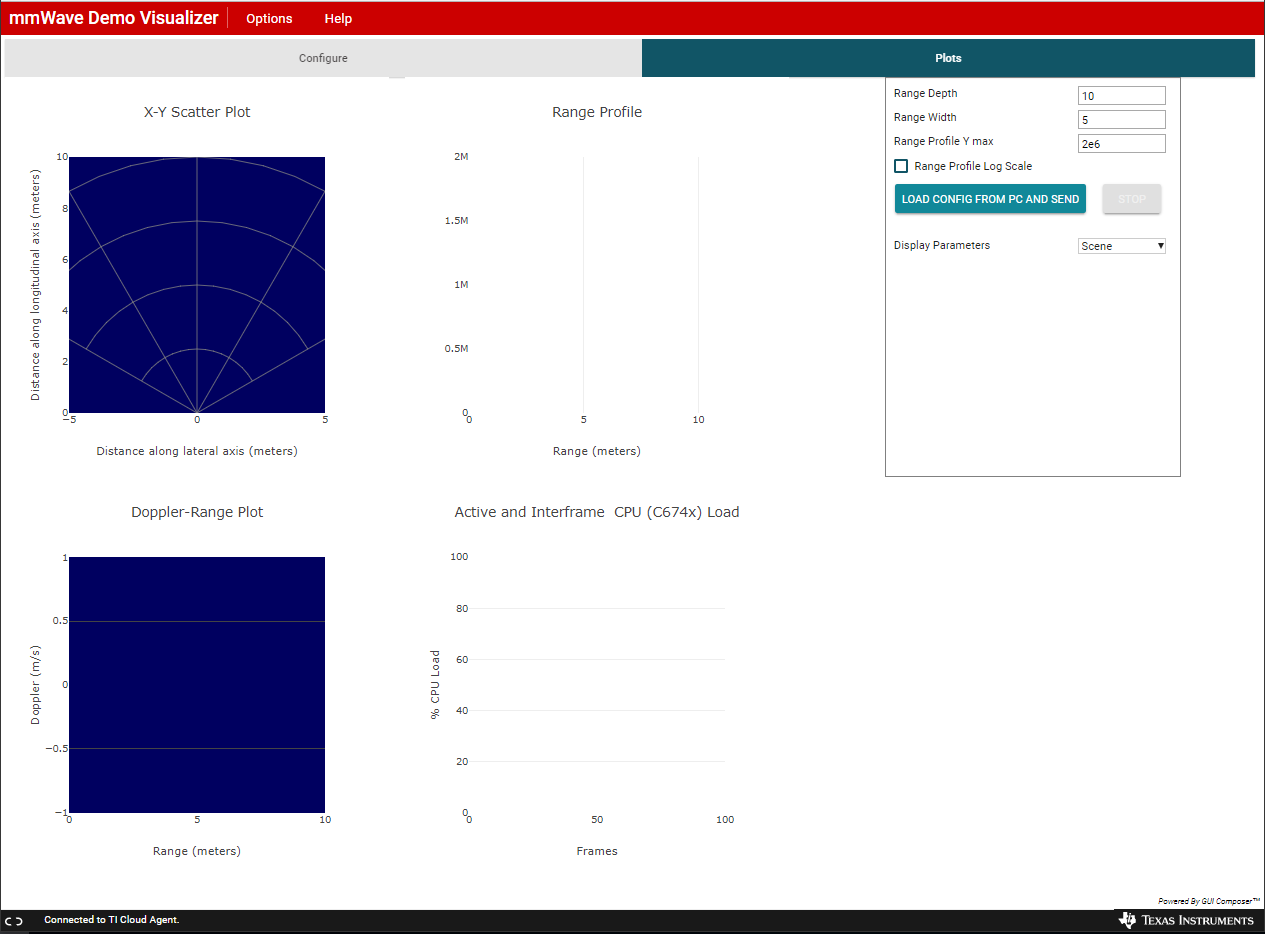 mmWave Demo Visualizer Options Help
Configure Plots
X-Y Scatter Plot
Distance along longitudinal axis (meters)
10
8
6
4
2
0
−5 0 5
Distance along lateral axis (meters)
Range Profile
2M
1.5M
1M
0.5M
0
0 5 10
Range (meters)
Range Depth 10
Range Width 5
Range Profile Y max 2e6
Range Profile Log Scale
LOAD CONFIG FROM PC AND SEND STOP
Display Parameters Scene
Doppler-Range Plot
Doppler (m/s)
1
0.5
0
−0.5
−1
0 5 10
Range (meters)
Active and Interframe CPU (C674x) Load
% CPU Load
100
80
60
40
20
0
0 50 100
Frames
Powered By GUI Composer™
Connected to TI Cloud Agent. TEXAS INSTRUMENTS